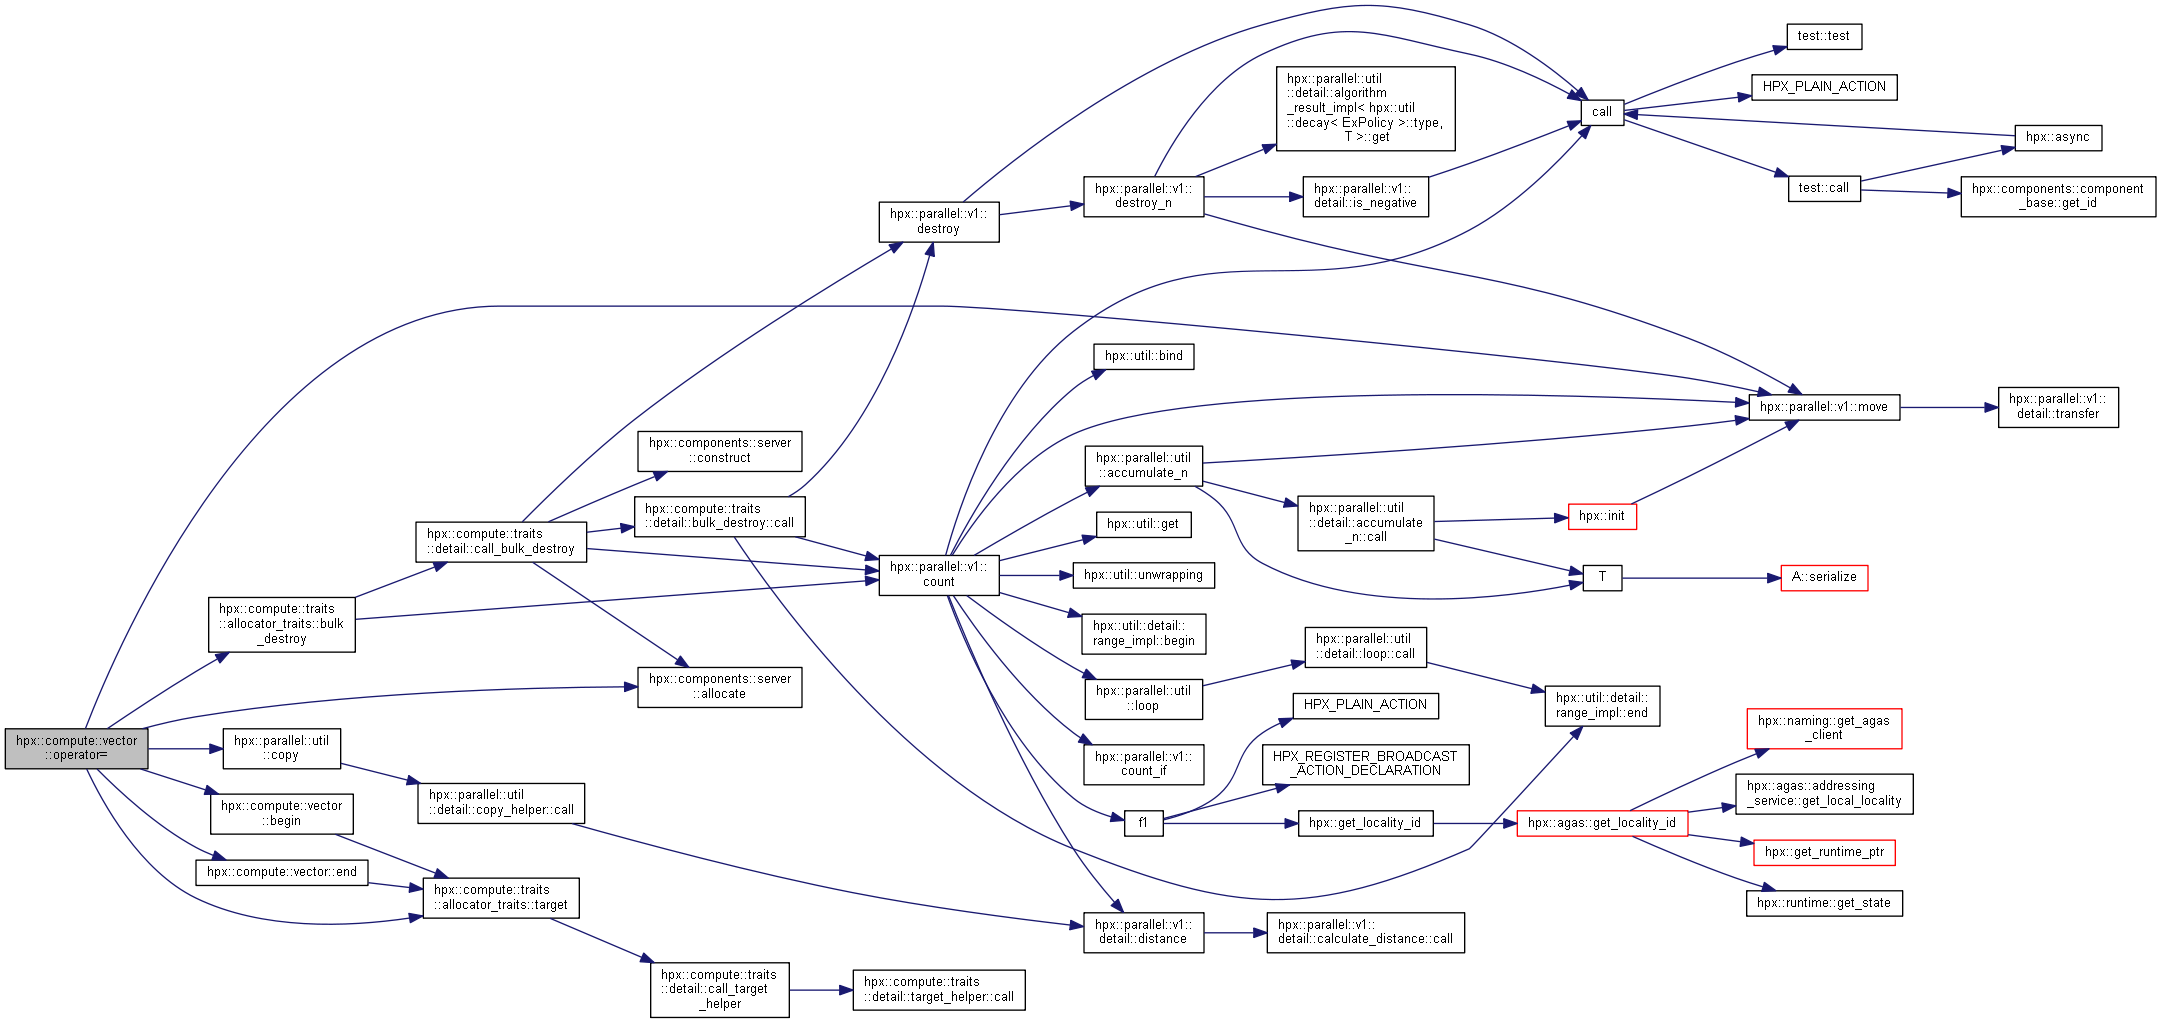 hpx::compute::vector
::operator=
hpx::compute::traits
::allocator_traits::bulk
_destroy
hpx::parallel::util
::copy
hpx::compute::vector
::begin
hpx::compute::vector::end
hpx::compute::traits
::detail::call_bulk_destroy
hpx::parallel::util
::detail::copy_helper::call
hpx::compute::traits
::allocator_traits::target
hpx::components::server
::construct
hpx::compute::traits
::detail::bulk_destroy::call
hpx::components::server
::allocate
hpx::compute::traits
::detail::call_target
_helper
hpx::parallel::v1::
destroy
hpx::parallel::v1::
count
hpx::compute::traits
::detail::target_helper::call
hpx::parallel::v1::
destroy_n
hpx::util::bind
hpx::parallel::util
::accumulate_n
hpx::util::get
hpx::util::unwrapping
hpx::util::detail::
range_impl::begin
hpx::parallel::util
::loop
hpx::parallel::v1::
count_if
f1
hpx::parallel::v1::
detail::distance
hpx::parallel::util
::detail::algorithm
_result_impl< hpx::util
::decay< ExPolicy >::type,
T >::get
hpx::parallel::v1::
detail::is_negative
hpx::parallel::util
::detail::accumulate
_n::call
hpx::parallel::util
::detail::loop::call
HPX_PLAIN_ACTION
HPX_REGISTER_BROADCAST
_ACTION_DECLARATION
hpx::get_locality_id
hpx::parallel::v1::
detail::calculate_distance::call
call
hpx::init
T
hpx::util::detail::
range_impl::end
hpx::agas::get_locality_id
test::test
HPX_PLAIN_ACTION
test::call
hpx::parallel::v1::move
A::serialize
hpx::naming::get_agas
_client
hpx::agas::addressing
_service::get_local_locality
hpx::get_runtime_ptr
hpx::runtime::get_state
hpx::async
hpx::components::component
_base::get_id
hpx::parallel::v1::
detail::transfer